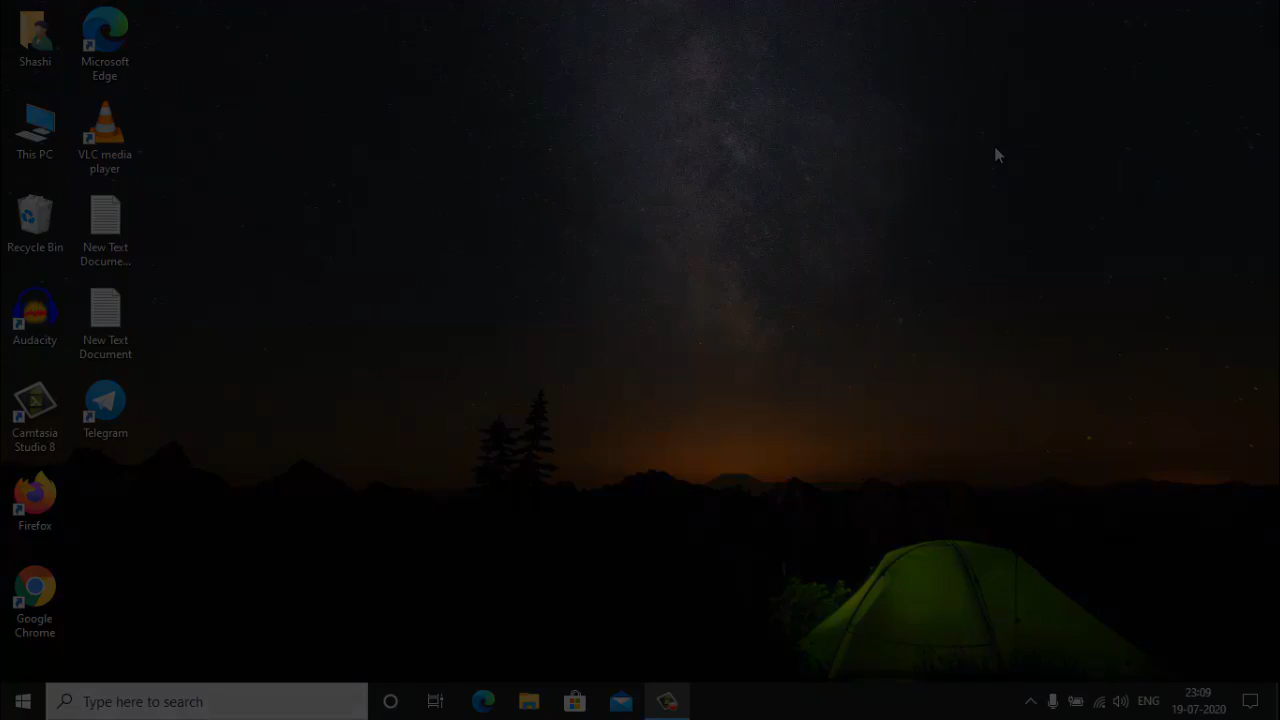 Shashi
Microsoft
Edge
This PC
VLC media
player
Recycle Bin
New Text
Docume...
Audacity
New Text
Document
Camtasia
Studio 8
Telegram
Firefox
Google
Chrome
Type here to search
ENG
23:09
19-07-2020